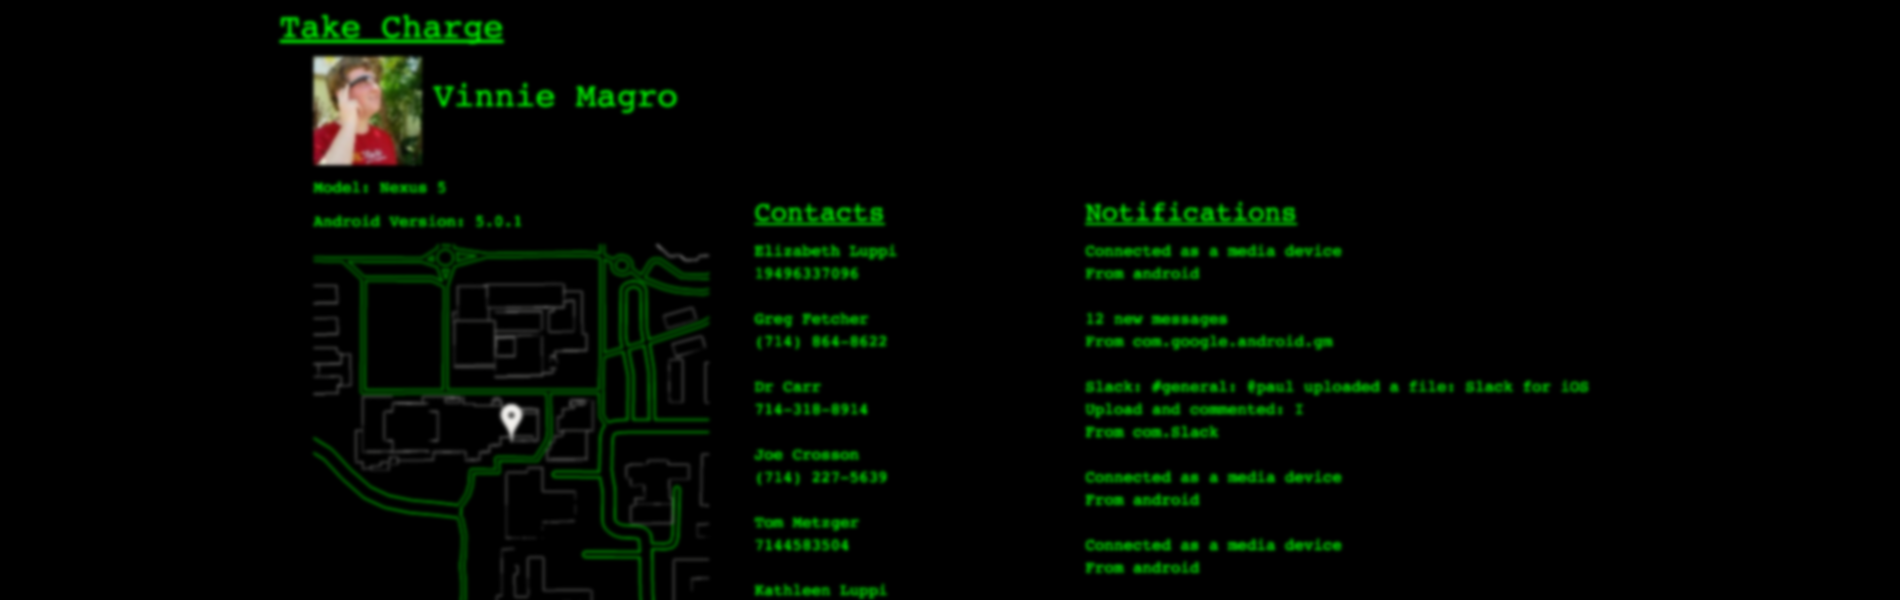 Take Charge
Vinnie Magro
Model: Nexus 5
Android Version: 5.0.1
Contacts
Elizabeth Luppi
19496337096
Greg Fetcher
(714) 864-8622
Dr Carr
714-318-8914
Joe Crosson
(714) 227-5639
Tom Metzger
7144583504
Kathleen Luppi
Notifications
Connected as a media device
From android
12 new messages
From com.google.android.gm
Slack: #general: @paul uploaded a file: Slack for iOS
Upload and commented: I
From com.Slack
Connected as a media device
From android
Connected as a media device
From android